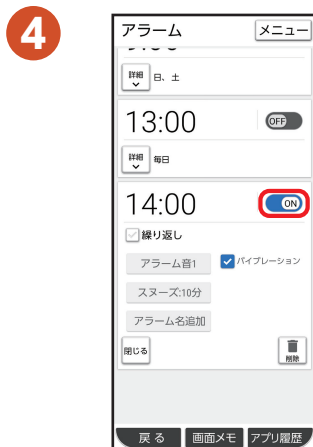 4
アラーム メニュー
詳細 日、土
13:00 OFF
詳細 毎日
14:00 ON
繰り返し
アラーム音1 バイブレーション
スヌーズ:10分
アラーム名追加
閉じる 削除
戻る 画面メモ アプリ履歴